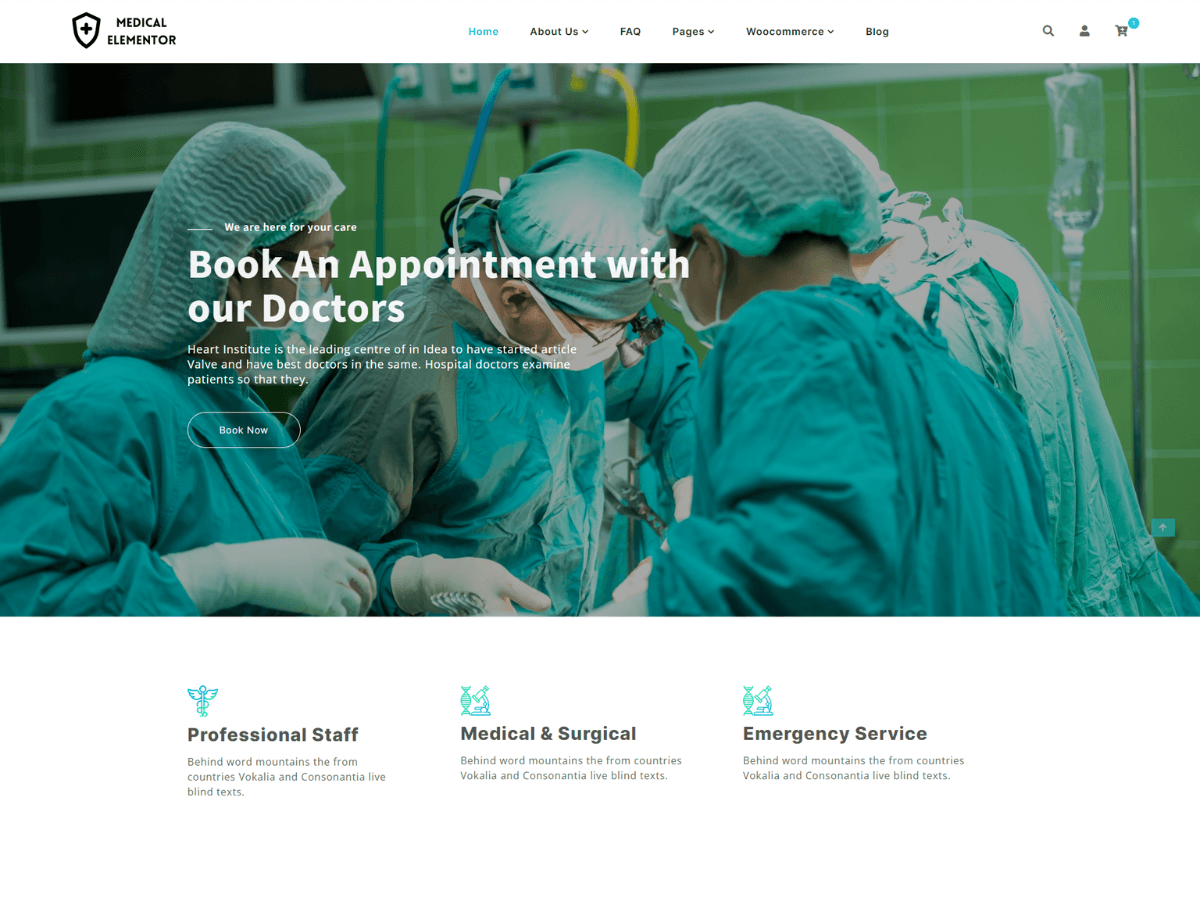 MEDICAL
ELEMENTOR
Home About Us FAQ Pages Woocommerce Blog
1
We are here for your care
Book An Appointment with
our Doctors
Heart Institute is the leading centre of in Idea to have started article
Valve and have best doctors in the same. Hospital doctors examine
patients so that they.
Book Now
Professional Staff
Behind word mountains the from
countries Vokalia and Consonantia live
blind texts.
Medical & Surgical
Behind word mountains the from countries
Vokalia and Consonantia live blind texts.
Emergency Service
Behind word mountains the from countries
Vokalia and Consonantia live blind texts.